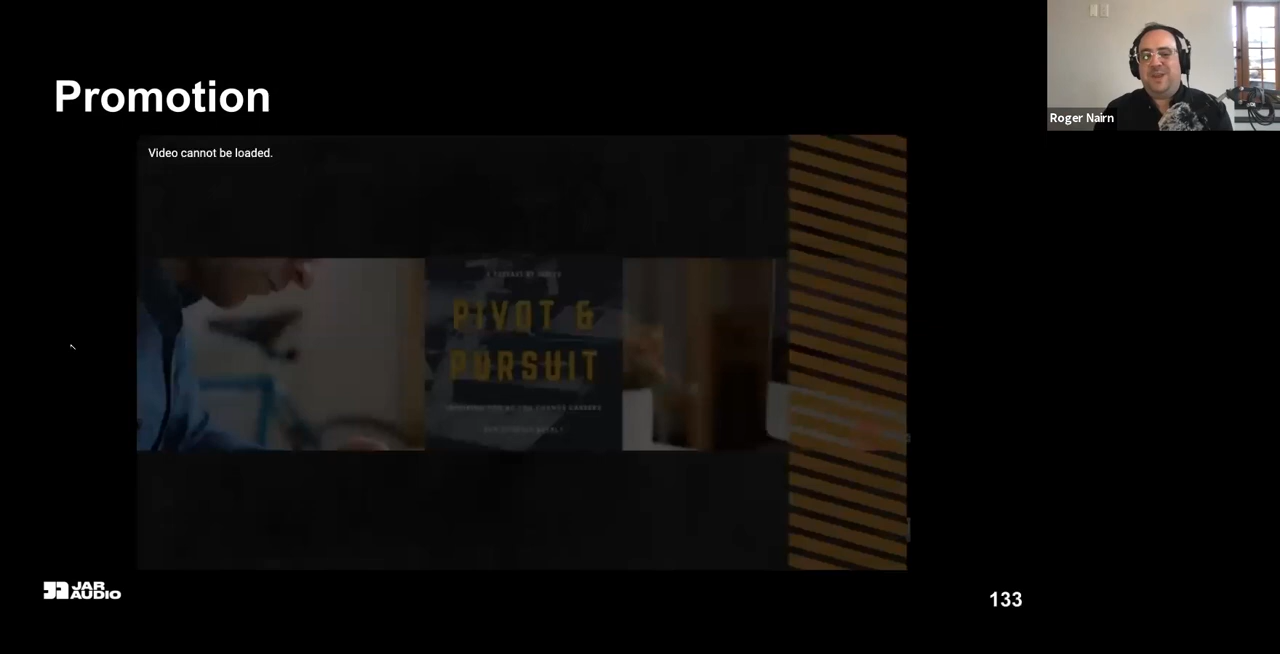 Promotion
Video cannot be loaded.
PIVOT &
PURSUIT
JAR
AUDIO
133
Roger Nairn